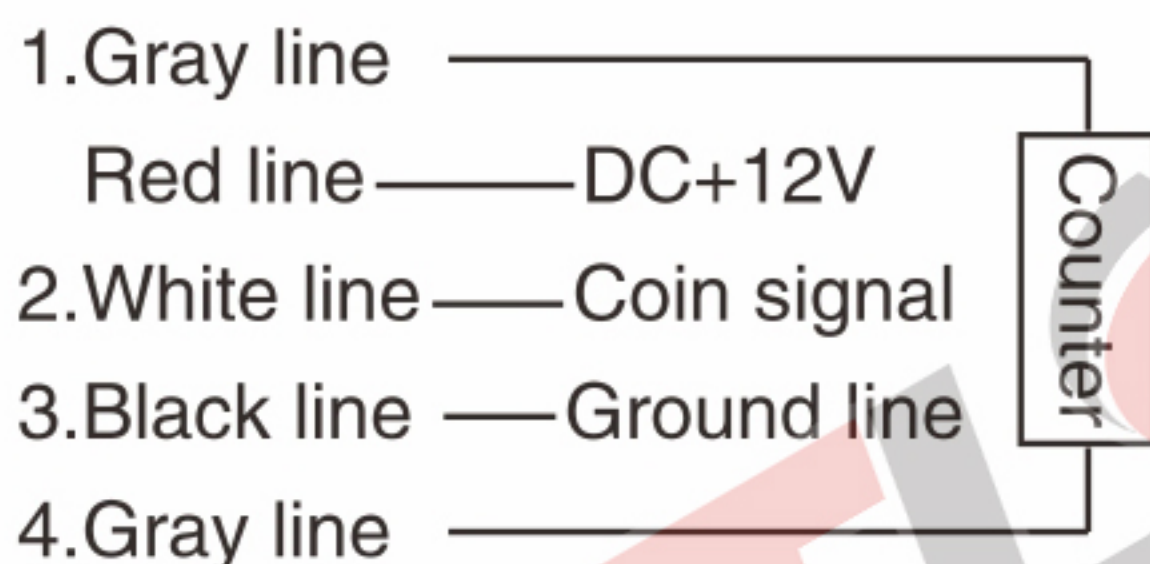 1.Gray line
Red line DC+12V
2.White line Coin signal
3.Black line Ground line
4.Gray line
Counter